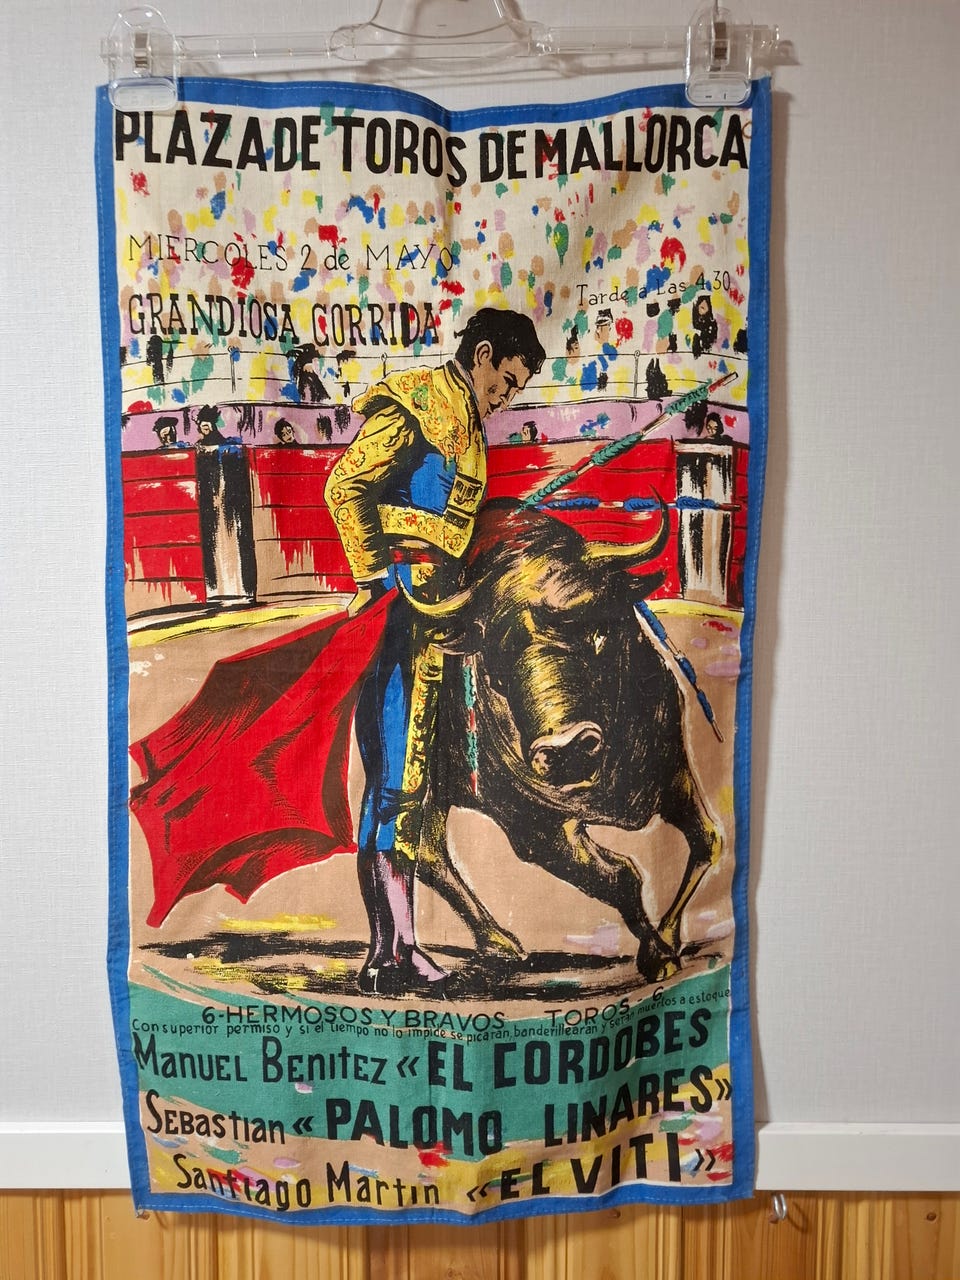 PLAZA DE TOROS DE MALLORCA
MIERCOLES 2 de MAYO
Tarde a Las 4.30
GRANDIOSA CORRIDA
6-HERMOSOS Y BRAVOS TOROS-6
Con superior permiso y si el tiempo no lo impide se picaran, banderillearan y serán muertos a estoque
MANUEL BENITEZ «EL CORDOBES
SEBASTIAN «PALOMO LINARES»
Santiago Martin «EL VITI»